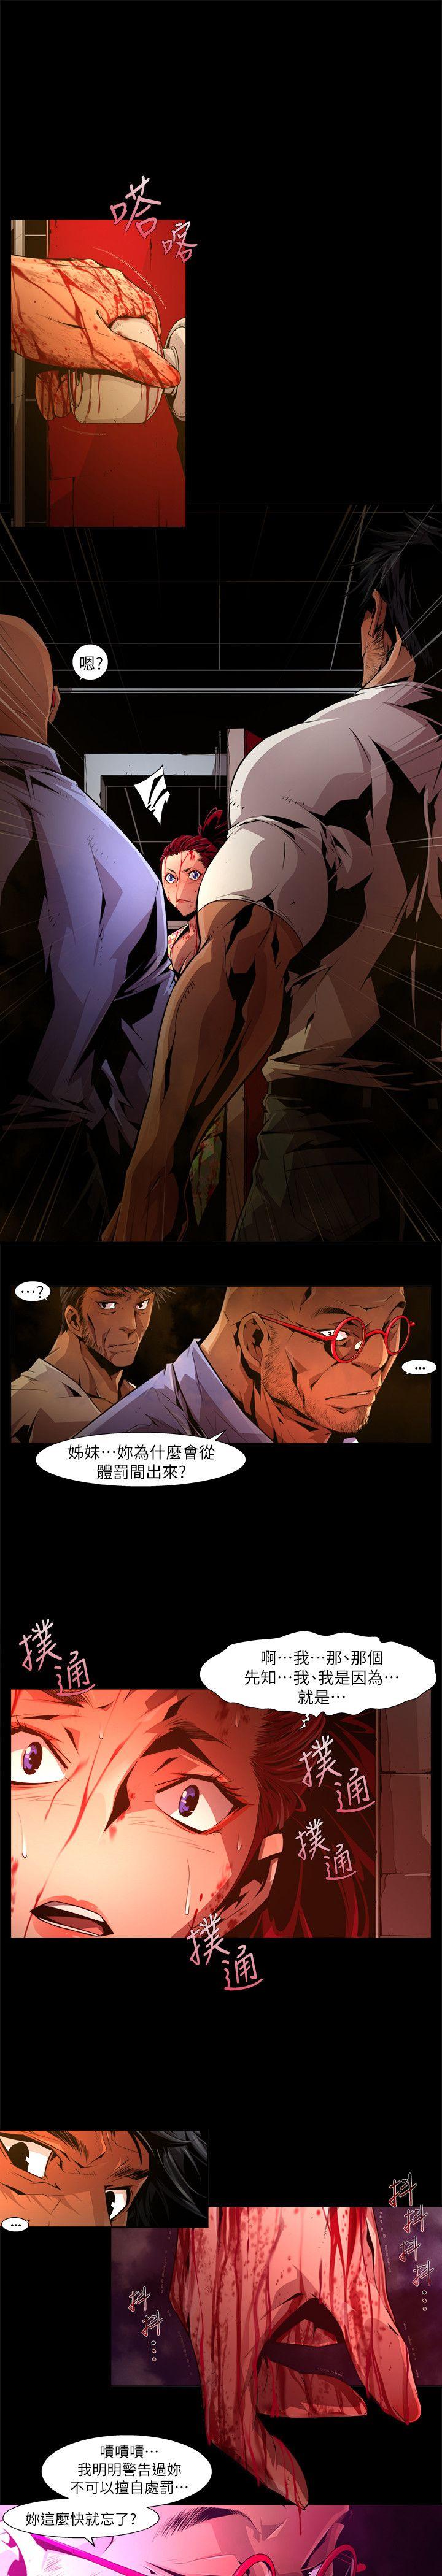 嗒
喀
嗯?
…?
…
姊妹…妳為什麼會從
體罰間出來?
啊…我…那、那個
先知…我、我是因為…
就是…
撲通
撲通
撲通
撲通
…
抖
抖
抖
抖
抖
抖…
嘖嘖嘖…
我明明警告過妳
不可以擅自處罰…
妳這麼快就忘了?